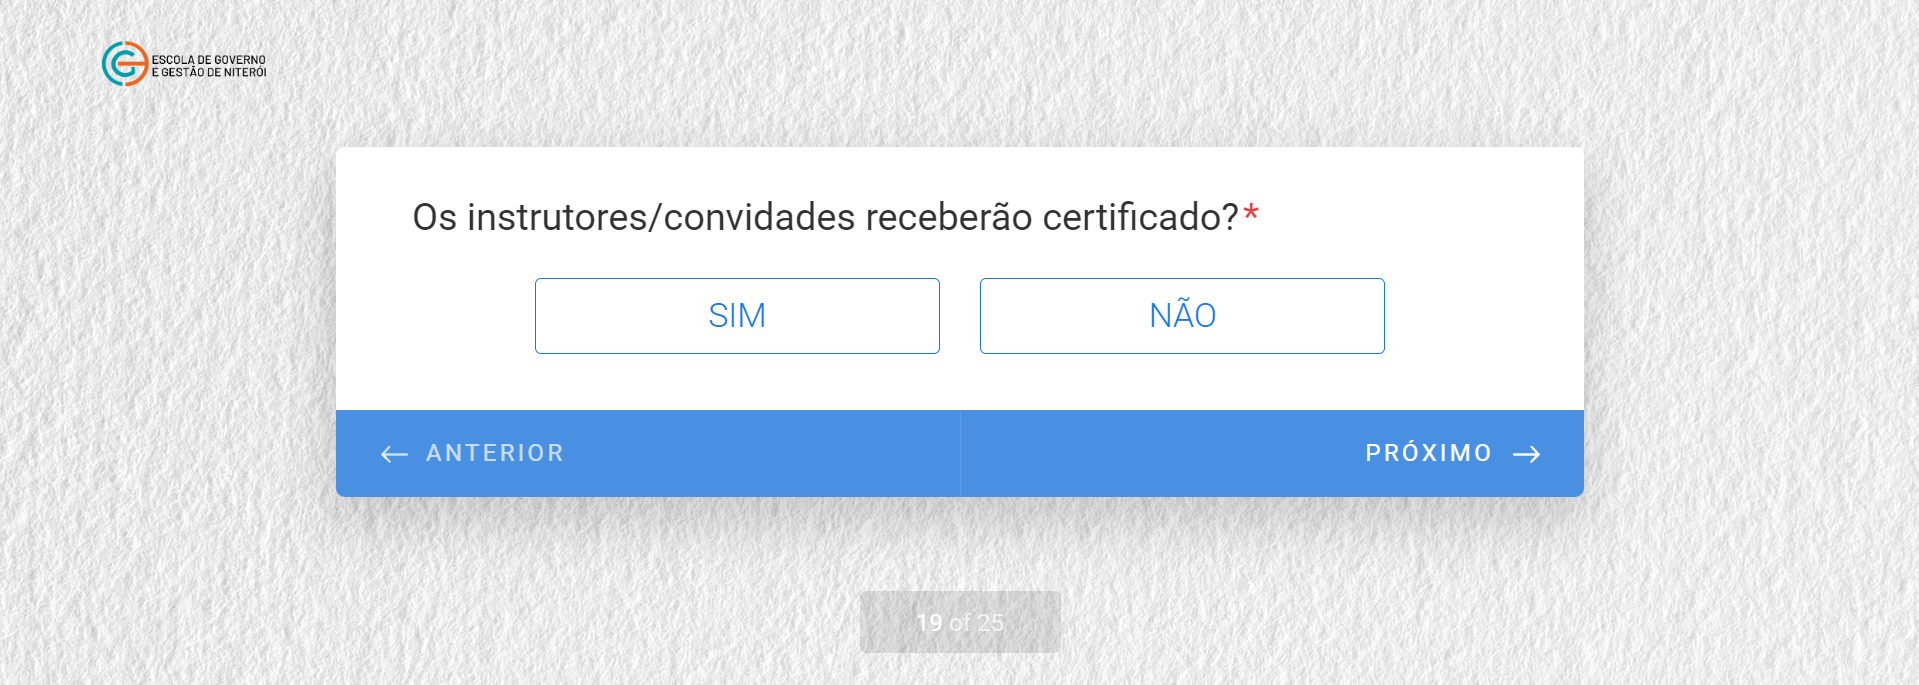 ESCOLA DE GOVERNO
E GESTÃO DE NITERÓI
Os instrutores/convidades receberão certificado?*
SIM
NÃO
← ANTERIOR
PRÓXIMO →
19 of 25